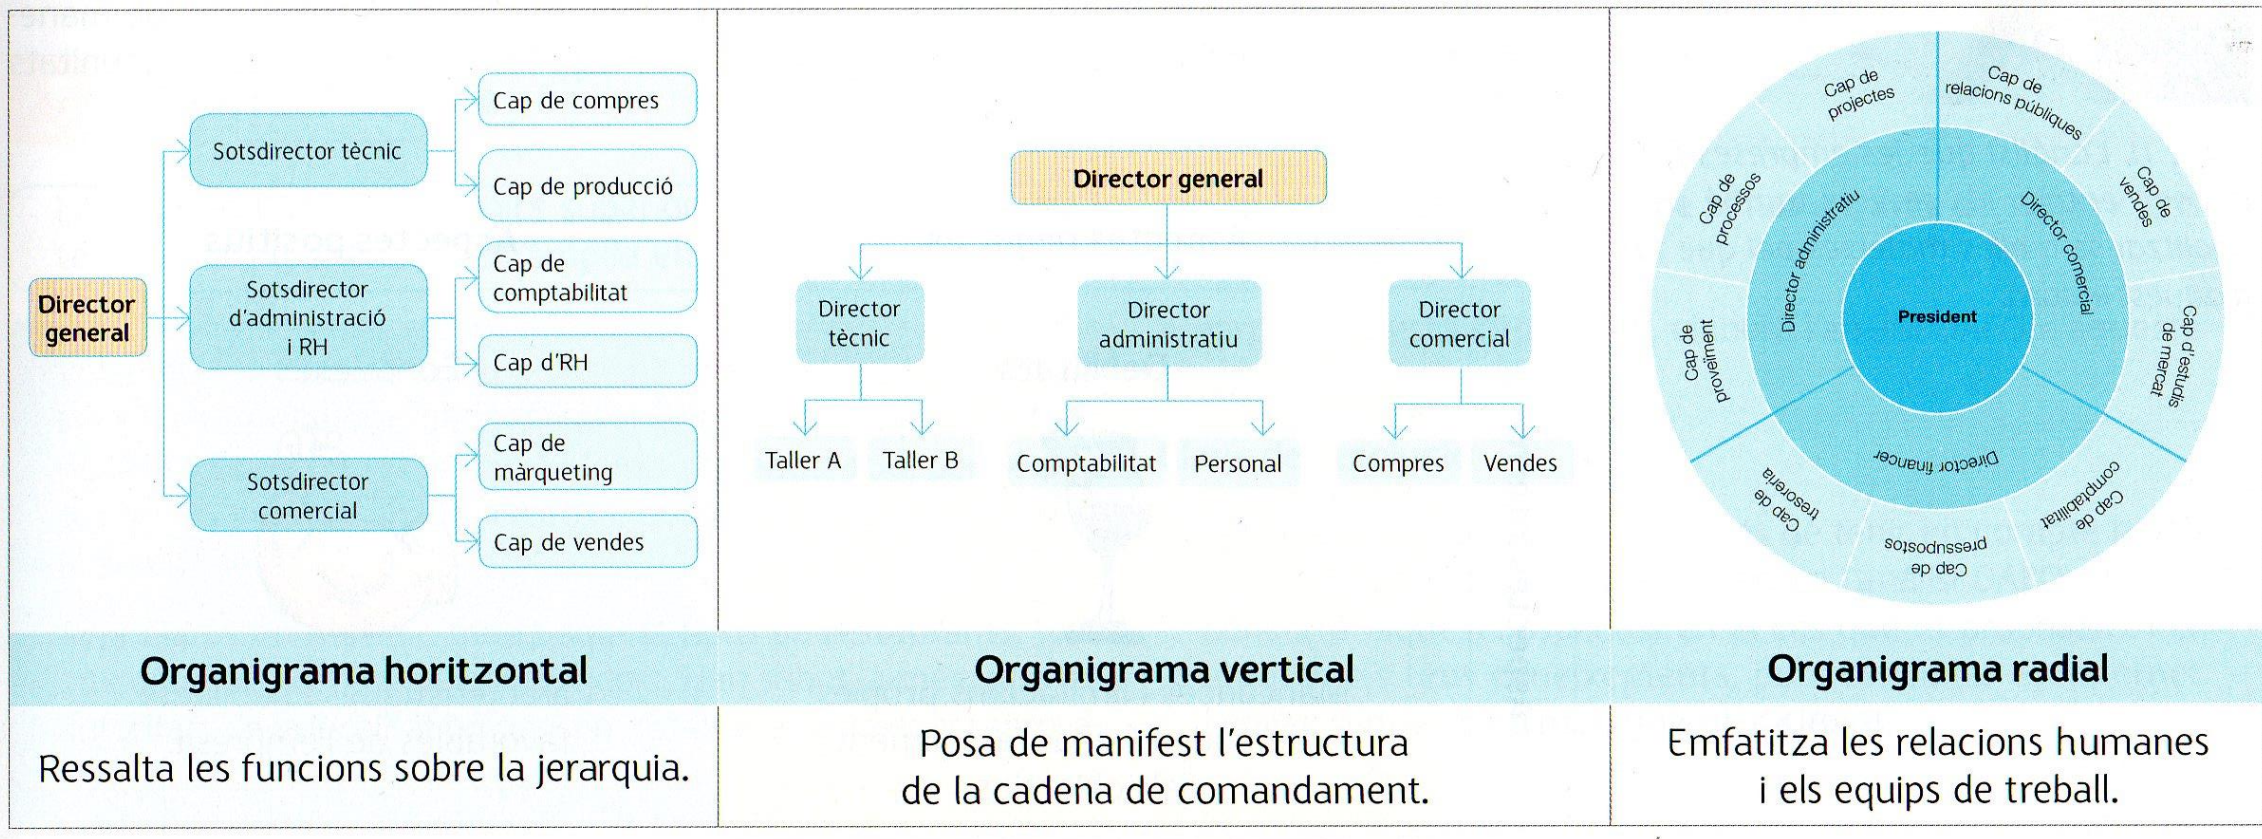 Director
general
Sotsdirector tècnic
Sotsdirector
d'administració
i RH
Sotsdirector
comercial
Cap de compres
Cap de producció
Cap de
comptabilitat
Cap d'RH
Cap de
màrqueting
Cap de vendes
Organigrama horitzontal
Ressalta les funcions sobre la jerarquia.
Director general
Director
tècnic
Director
administratiu
Director
comercial
Taller A
Taller B
Comptabilitat
Personal
Compres
Vendes
Organigrama vertical
Posa de manifest l'estructura
de la cadena de comandament.
President
Director administratiu
Director comercial
Director financer
Cap de
projectes
Cap de
relacions públiques
Cap de
vendes
Cap d'estudis
de mercat
Cap de
comptabilitat
Cap de
pressupostos
Cap de
tresoreria
Cap de
proveïment
Cap de
processos
Organigrama radial
Emfatitza les relacions humanes
i els equips de treball.